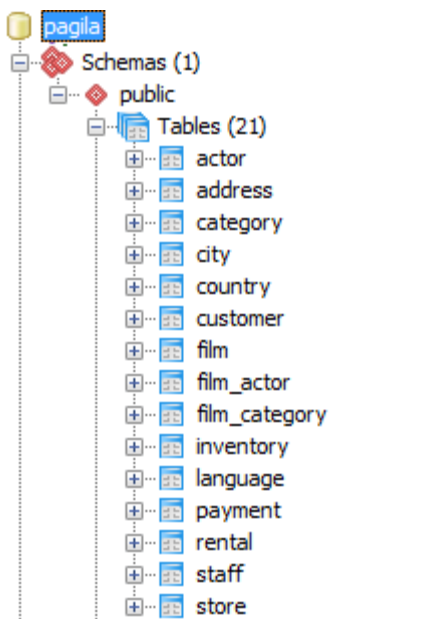 pagila
Schemas (1)
public
Tables (21)
actor
address
category
city
country
customer
film
film_actor
film_category
inventory
language
payment
rental
staff
store